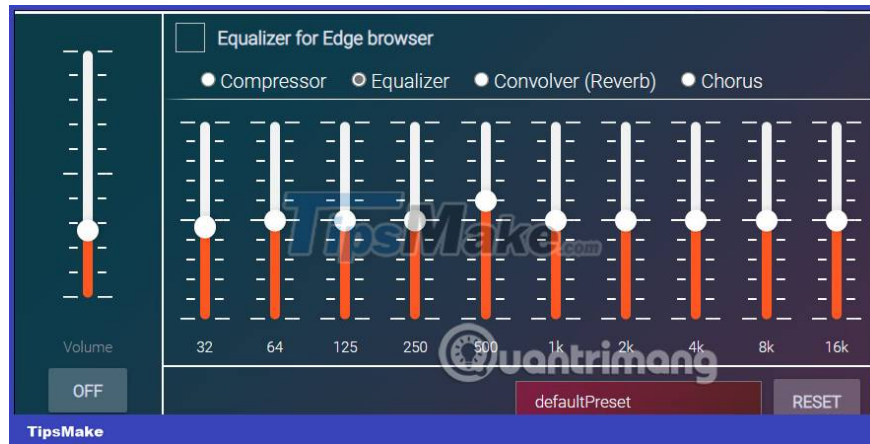 Equalizer for Edge browser
Compressor Equalizer Convolver (Reverb) Chorus
TipsMake.com
32 64 125 250 500 1k 2k 4k 8k 16k
Volume
Quantrimang
OFF
defaultPreset
RESET
TipsMake